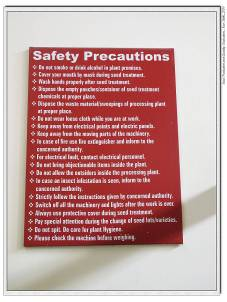 Safety Precautions
❖ Do not smoke or drink alcohol in plant premises.
❖ Cover your mouth by mask during seed treatment.
❖ Wash hands properly after seed treatment.
❖ Dispose the empty pouches/container of seed treatment
chemicals at proper place.
❖ Dispose the waste material/sweepings of processing plant
at proper place.
❖ Do not wear loose cloth while you are at work.
❖ Keep away from electrical points and electric panels.
❖ Keep away from the moving parts of the machinery.
❖ In case of fire use fire extinguisher and inform to the
concerned authority.
❖ For electrical fault, contact electrical personnel.
❖ Do not bring objectionable items inside the plant.
❖ Do not allow the outsiders inside the processing plant.
❖ In case an insect infestation is seen, inform to the
concerned authority.
❖ Strictly follow the instructions given by concerned authority.
❖ Switch off all the machinery and lights after the work is over.
❖ Always use protective cover during seed treatment.
❖ Pay special attention during the change of seed lots/varieties.
❖ Do not spit. Do care for plant Hygiene.
❖ Please check the machine before weighing.